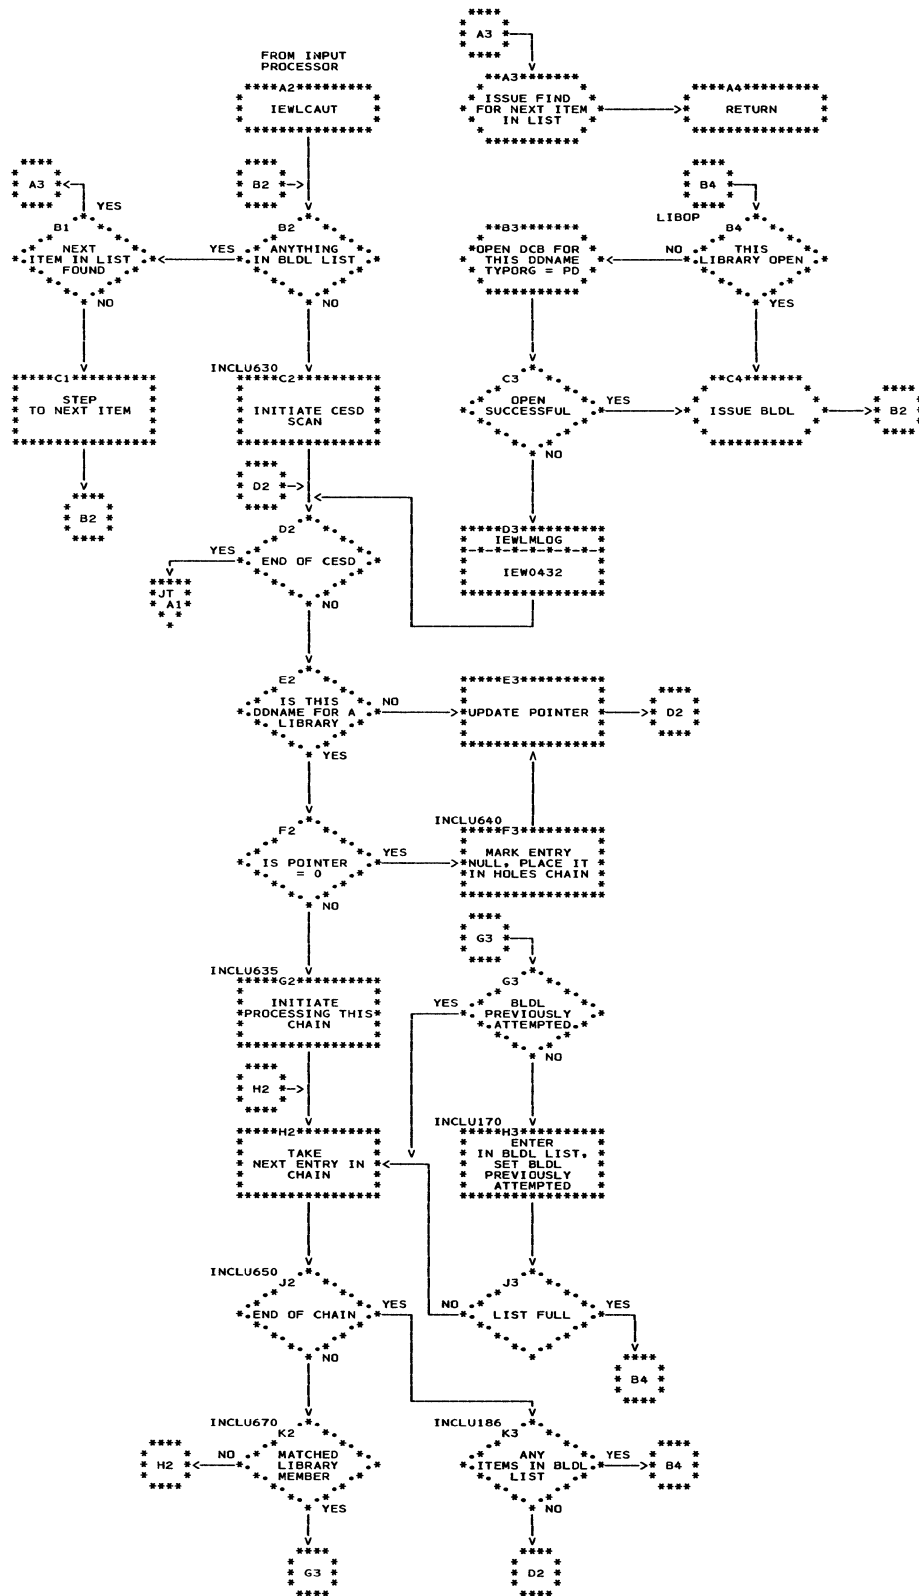 A3
FROM INPUT
PROCESSOR
A2
IEWLCAUT
A3
ISSUE FIND
FOR NEXT ITEM
IN LIST
A4
RETURN
A3
YES
B2
B4
LIBOP
B1
NEXT
ITEM IN LIST
FOUND
NO
YES
B2
ANYTHING
IN BLDL LIST
NO
B3
OPEN DCB FOR
THIS DDNAME
TYPORG = PD
NO
B4
THIS
LIBRARY OPEN
YES
C1
STEP
TO NEXT ITEM
INCLU630
C2
INITIATE CESD
SCAN
C3
OPEN
SUCCESSFUL
YES
NO
C4
ISSUE BLDL
B2
B2
D2
D2
END OF CESD
YES
NO
JT
A1
D3
IEWLMLOG
IEW0432
E2
IS THIS
DDNAME FOR A
LIBRARY
NO
YES
E3
UPDATE POINTER
D2
F2
IS POINTER
= 0
YES
NO
INCLU640
F3
MARK ENTRY
NULL, PLACE IT
IN HOLES CHAIN
G3
INCLU635
G2
INITIATE
PROCESSING THIS
CHAIN
YES
G3
BLDL
PREVIOUSLY
ATTEMPTED
NO
H2
H2
TAKE
NEXT ENTRY IN
CHAIN
INCLU170
H3
ENTER
IN BLDL LIST,
SET BLDL
PREVIOUSLY
ATTEMPTED
INCLU650
J2
END OF CHAIN
YES
NO
NO
J3
LIST FULL
YES
B4
INCLU670
K2
MATCHED
LIBRARY
MEMBER
NO
H2
YES
G3
INCLU186
K3
ANY
ITEMS IN BLDL
LIST
YES
B4
NO
D2